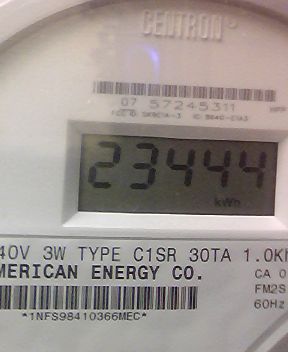 CENTRON®
07 57245311
23444
kWh
40V 3W TYPE C1SR 30TA 1.0Kh
MERICAN ENERGY CO.
CA 0
FM2S
60Hz
*1NFS98410366MEC*